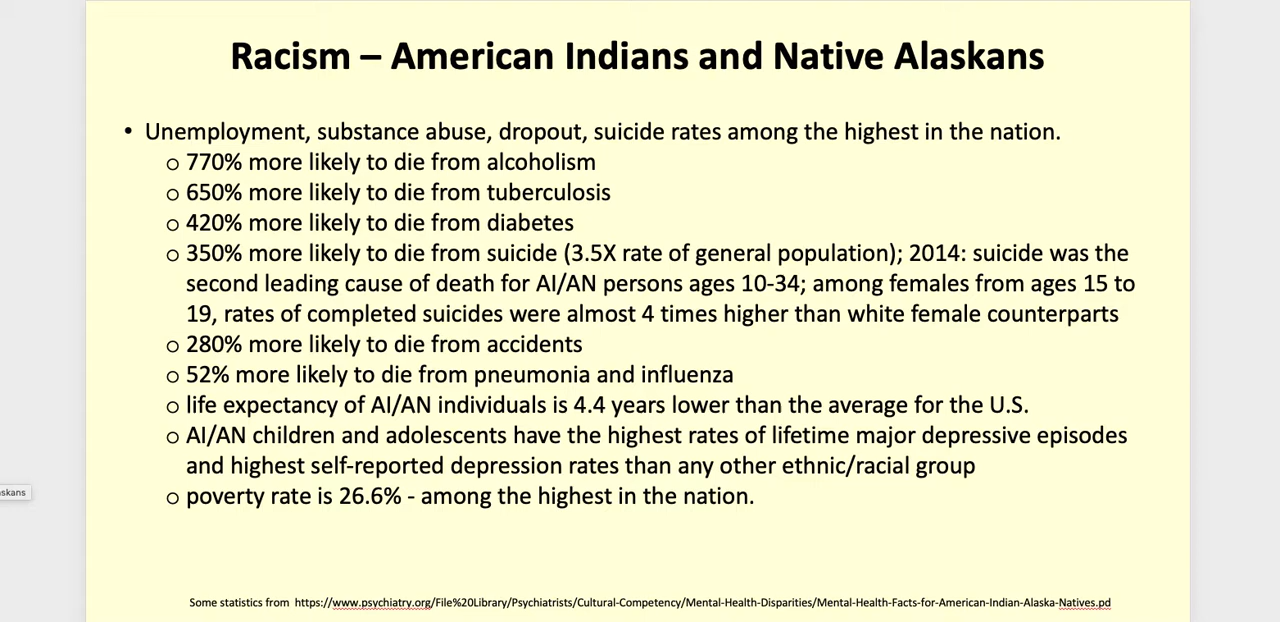 Racism – American Indians and Native Alaskans
• Unemployment, substance abuse, dropout, suicide rates among the highest in the nation.
o 770% more likely to die from alcoholism
o 650% more likely to die from tuberculosis
o 420% more likely to die from diabetes
o 350% more likely to die from suicide (3.5X rate of general population); 2014: suicide was the
second leading cause of death for AI/AN persons ages 10-34; among females from ages 15 to
19, rates of completed suicides were almost 4 times higher than white female counterparts
o 280% more likely to die from accidents
o 52% more likely to die from pneumonia and influenza
o life expectancy of AI/AN individuals is 4.4 years lower than the average for the U.S.
o AI/AN children and adolescents have the highest rates of lifetime major depressive episodes
and highest self-reported depression rates than any other ethnic/racial group
skans
o poverty rate is 26.6% - among the highest in the nation.
Some statistics from https://www.psychiatry.org/File%20Library/Psychiatrists/Cultural-Competency/Mental-Health-Disparities/Mental-Health-Facts-for-American-Indian-Alaska-Natives.pd